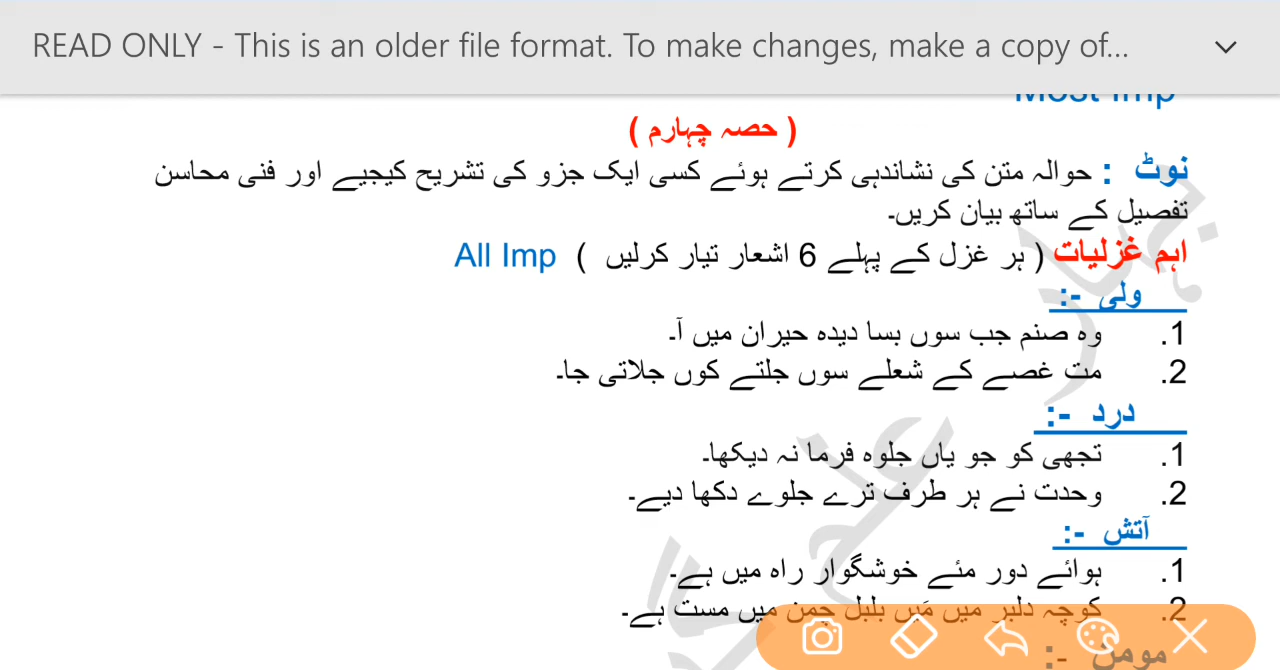 READ ONLY - This is an older file format. To make changes, make a copy of...
Most Imp
( حصہ چہارم )
نوٹ : حوالہ متن کی نشاندہی کرتے ہوئے کسی ایک جزو کی تشریح کیجیے اور فنی محاسن
تفصیل کے ساتھ بیان کریں۔
اہم غزلیات ( ہر غزل کے پہلے 6 اشعار تیار کرلیں ) All Imp
ولی :-
1. وہ صنم جب سوں بسا دیدہ حیران میں آ۔
2. مت غصے کے شعلے سوں جلتے کوں جلاتی جا۔
درد :-
1. تجھی کو جو یاں جلوہ فرما نہ دیکھا۔
2. وحدت نے ہر طرف ترے جلوے دکھا دیے۔
آتش :-
1. ہوائے دور مئے خوشگوار راہ میں ہے۔
2. کوچہ دلبر میں مَیں بلبل چمن میں مست ہے۔
مومن :-